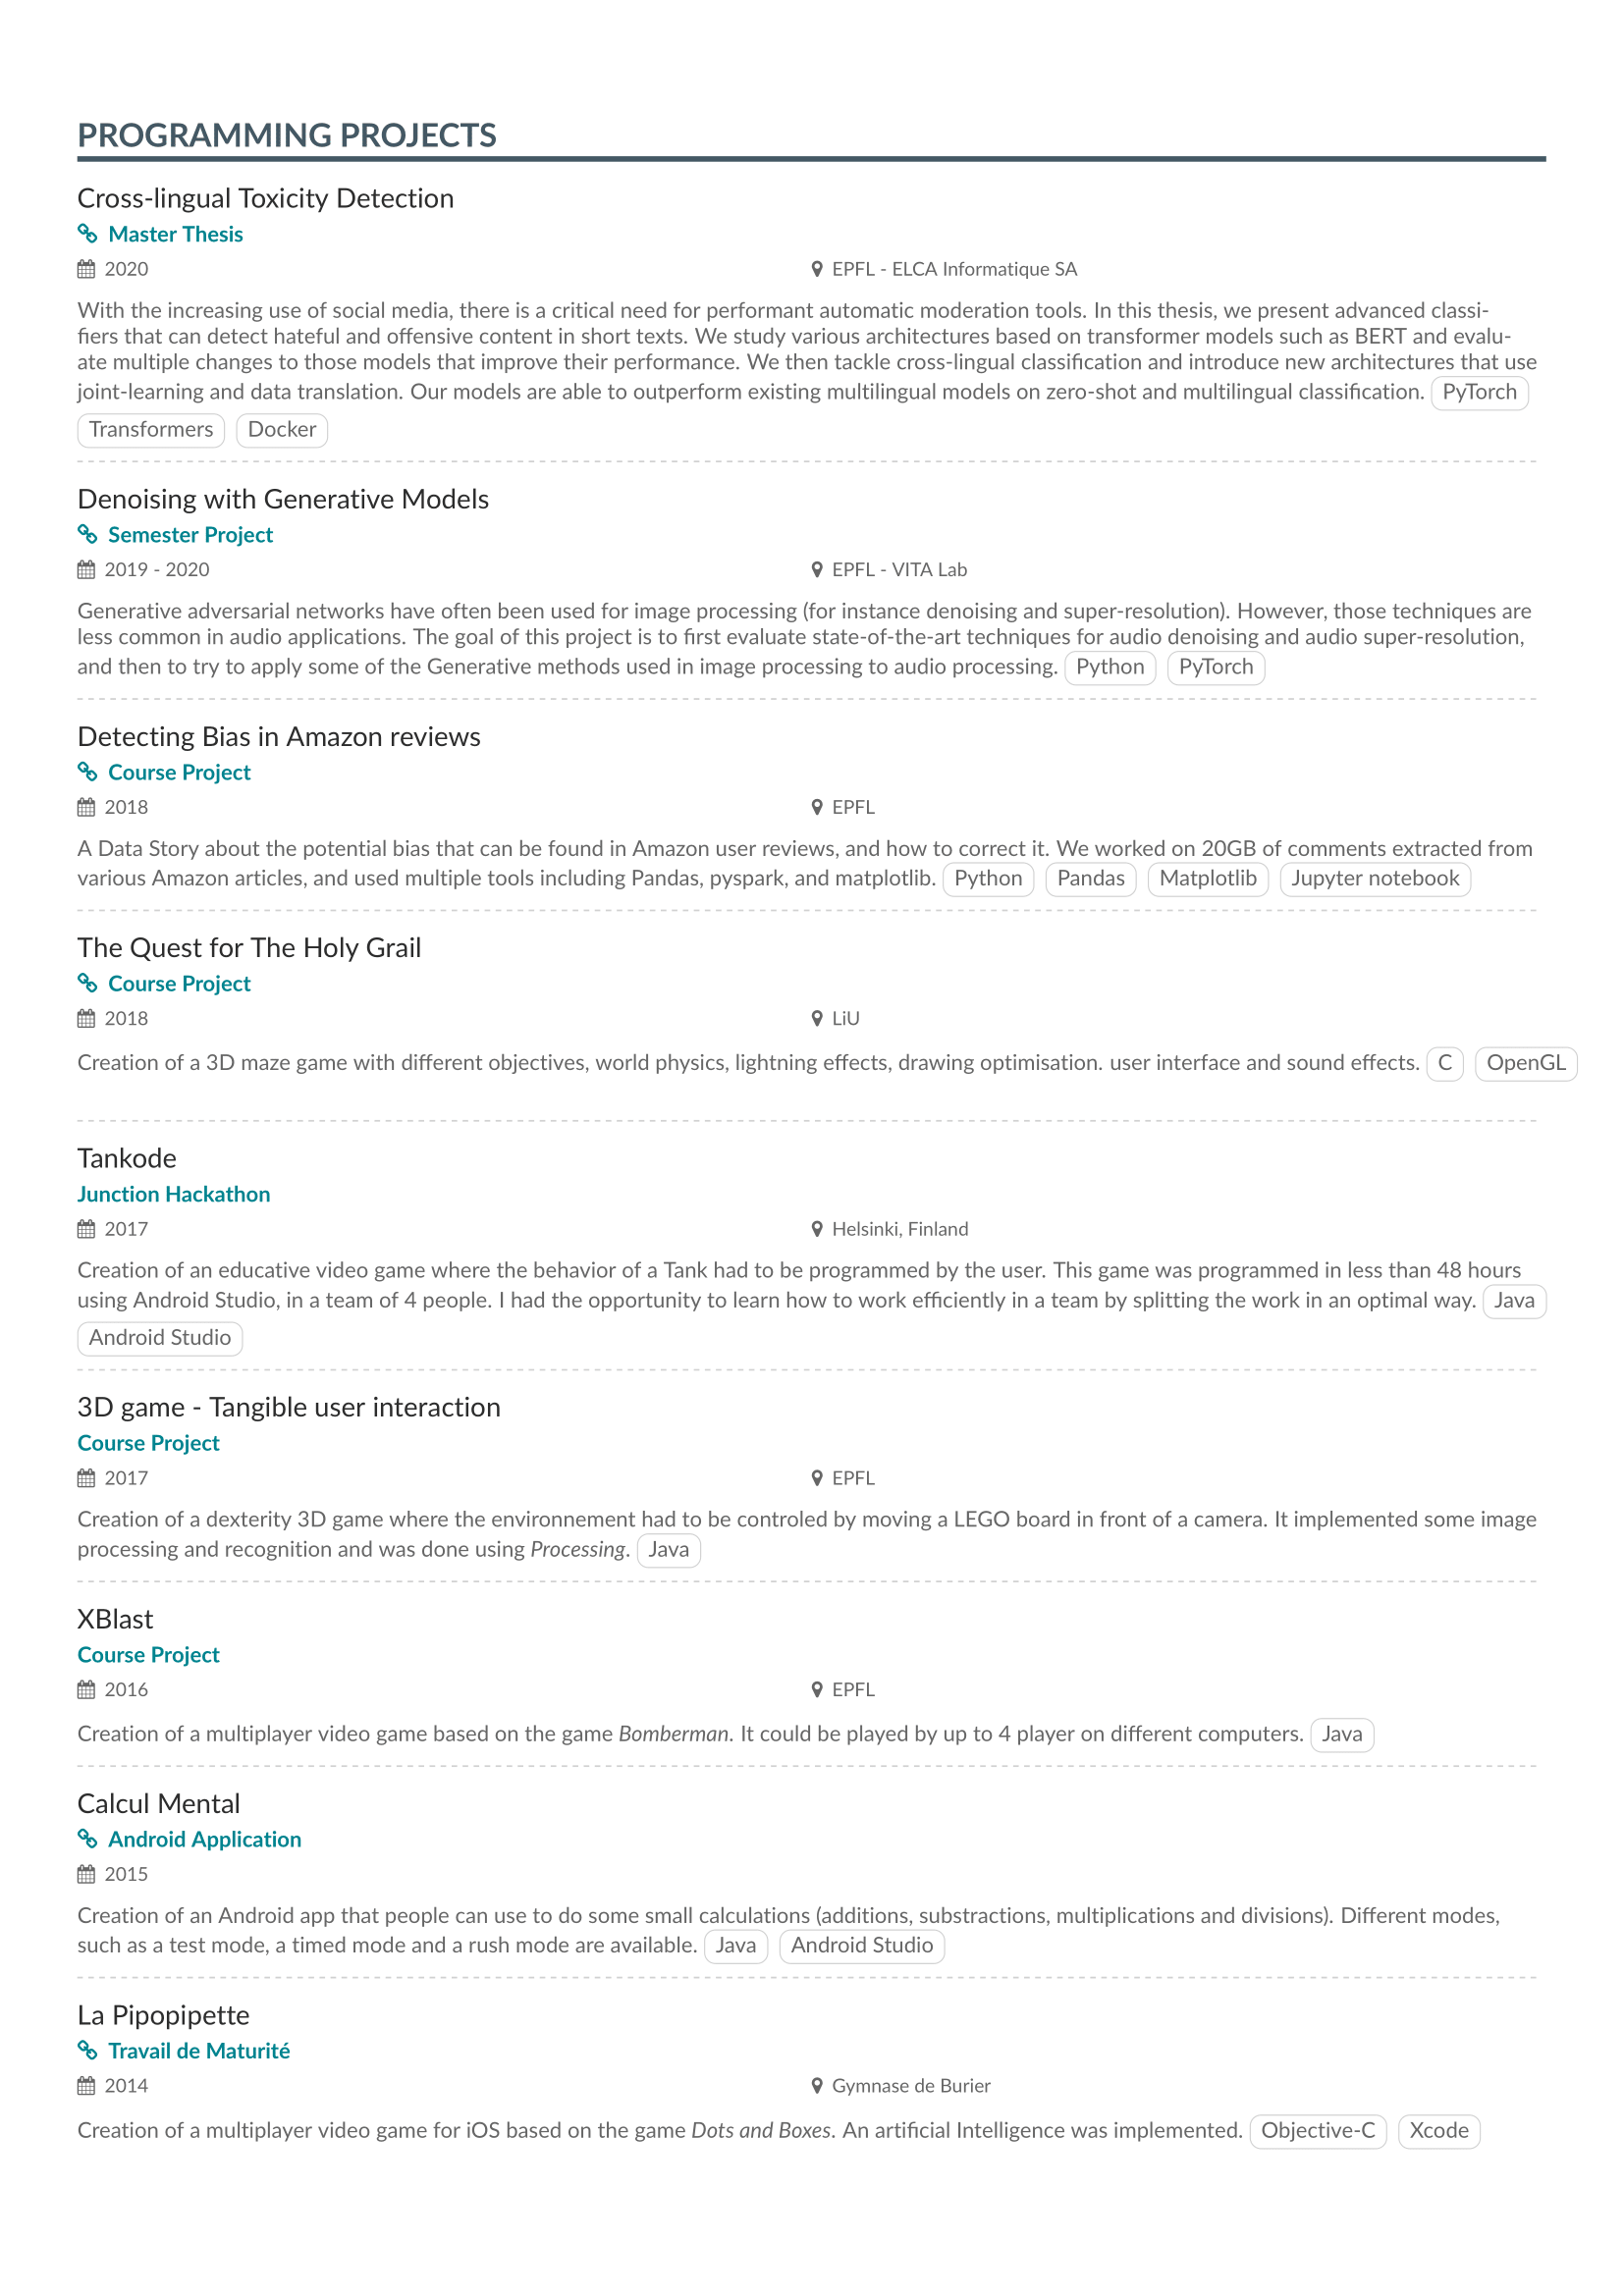 PROGRAMMING PROJECTS
Cross-lingual Toxicity Detection
Master Thesis
2020 EPFL - ELCA Informatique SA
With the increasing use of social media, there is a critical need for performant automatic moderation tools. In this thesis, we present advanced classi-
fiers that can detect hateful and offensive content in short texts. We study various architectures based on transformer models such as BERT and evalu-
ate multiple changes to those models that improve their performance. We then tackle cross-lingual classification and introduce new architectures that use
joint-learning and data translation. Our models are able to outperform existing multilingual models on zero-shot and multilingual classification. PyTorch
Transformers Docker
Denoising with Generative Models
Semester Project
2019 - 2020 EPFL - VITA Lab
Generative adversarial networks have often been used for image processing (for instance denoising and super-resolution). However, those techniques are
less common in audio applications. The goal of this project is to first evaluate state-of-the-art techniques for audio denoising and audio super-resolution,
and then to try to apply some of the Generative methods used in image processing to audio processing. Python PyTorch
Detecting Bias in Amazon reviews
Course Project
2018 EPFL
A Data Story about the potential bias that can be found in Amazon user reviews, and how to correct it. We worked on 20GB of comments extracted from
various Amazon articles, and used multiple tools including Pandas, pyspark, and matplotlib. Python Pandas Matplotlib Jupyter notebook
The Quest for The Holy Grail
Course Project
2018 LiU
Creation of a 3D maze game with different objectives, world physics, lightning effects, drawing optimisation. user interface and sound effects. C OpenGL
Tankode
Junction Hackathon
2017 Helsinki, Finland
Creation of an educative video game where the behavior of a Tank had to be programmed by the user. This game was programmed in less than 48 hours
using Android Studio, in a team of 4 people. I had the opportunity to learn how to work efficiently in a team by splitting the work in an optimal way. Java
Android Studio
3D game - Tangible user interaction
Course Project
2017 EPFL
Creation of a dexterity 3D game where the environnement had to be controled by moving a LEGO board in front of a camera. It implemented some image
processing and recognition and was done using Processing. Java
XBlast
Course Project
2016 EPFL
Creation of a multiplayer video game based on the game Bomberman. It could be played by up to 4 player on different computers. Java
Calcul Mental
Android Application
2015
Creation of an Android app that people can use to do some small calculations (additions, substractions, multiplications and divisions). Different modes,
such as a test mode, a timed mode and a rush mode are available. Java Android Studio
La Pipopipette
Travail de Maturité
2014 Gymnase de Burier
Creation of a multiplayer video game for iOS based on the game Dots and Boxes. An artificial Intelligence was implemented. Objective-C Xcode